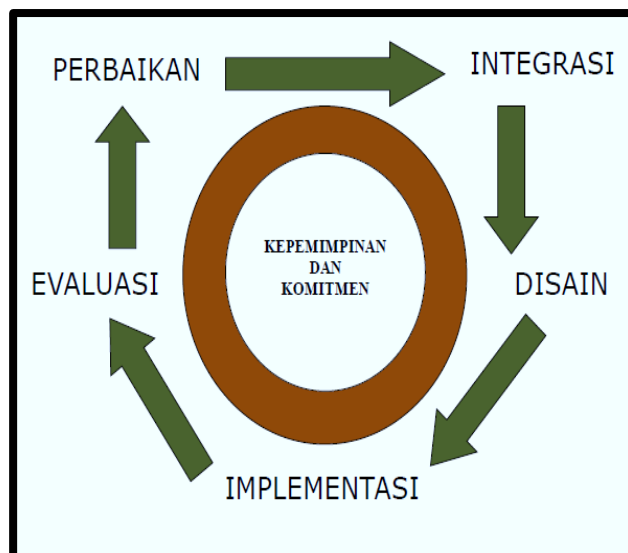 PERBAIKAN
INTEGRASI
KEPEMIMPINAN
DAN
KOMITMEN
EVALUASI
DISAIN
IMPLEMENTASI